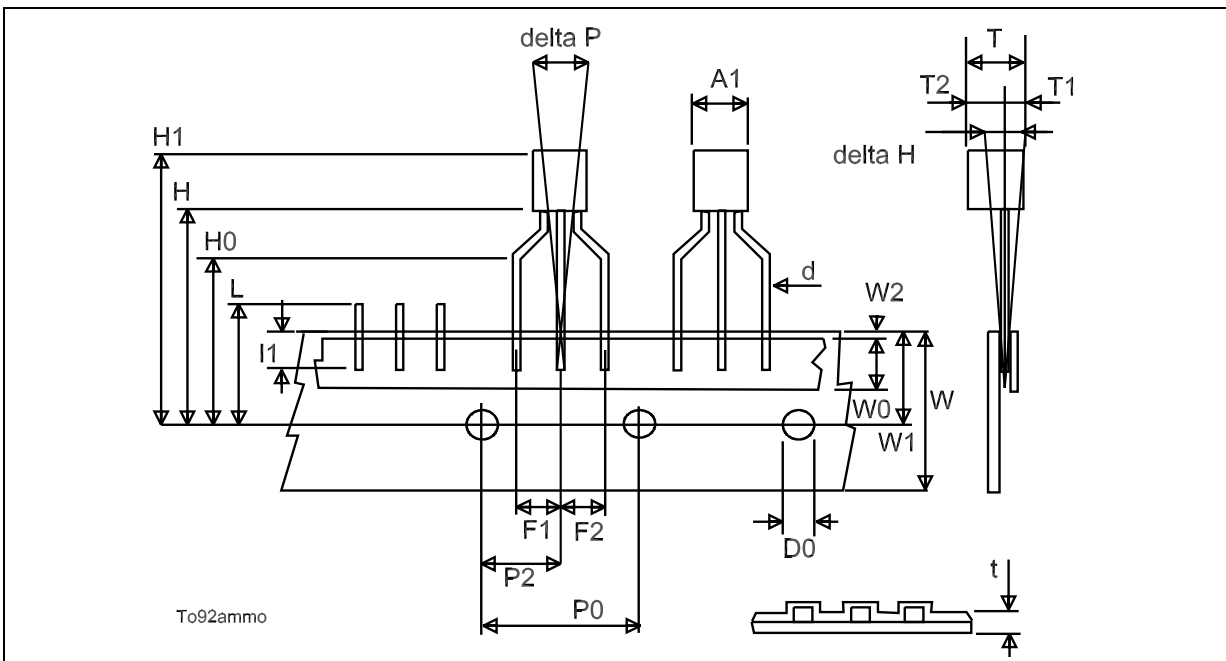 delta P
T
A1
T2
T1
H1
delta H
H
H0
d
L
W2
I1
W0
W
W1
F1
F2
D0
P2
t
P0
To92ammo